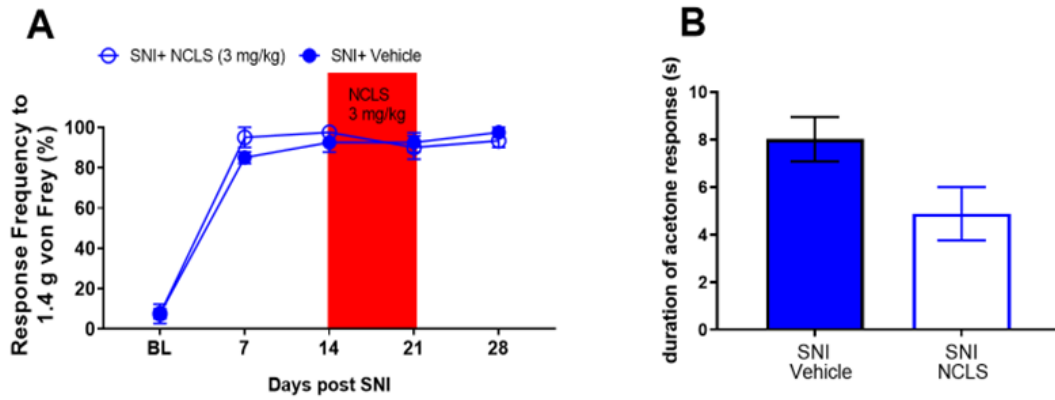 A
SNI+ NCLS (3 mg/kg) SNI+ Vehicle
NCLS
3 mg/kg
Response Frequency to
1.4 g von Frey (%)
100
80
60
40
20
0
BL 7 14 21 28
Days post SNI
B
duration of acetone response (s)
10
8
6
4
2
0
SNI
Vehicle
SNI
NCLS